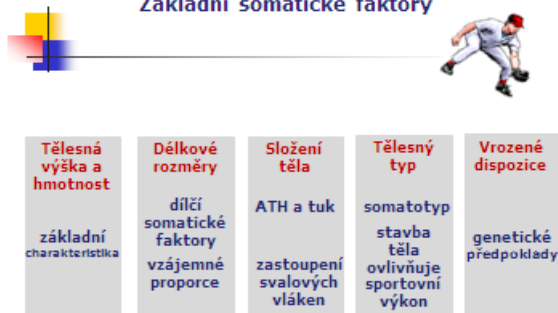 Základní somatické faktory
Tělesná
výška a
hmotnost
základní
charakteristika
Délkové
rozměry
dílčí
somatické
faktory
vzájemné
proporce
Složení
těla
ATH a tuk
zastoupení
svalových
vláken
Tělesný
typ
somatotyp
stavba
těla
ovlivňuje
sportovní
výkon
Vrozené
dispozice
genetické
předpoklady